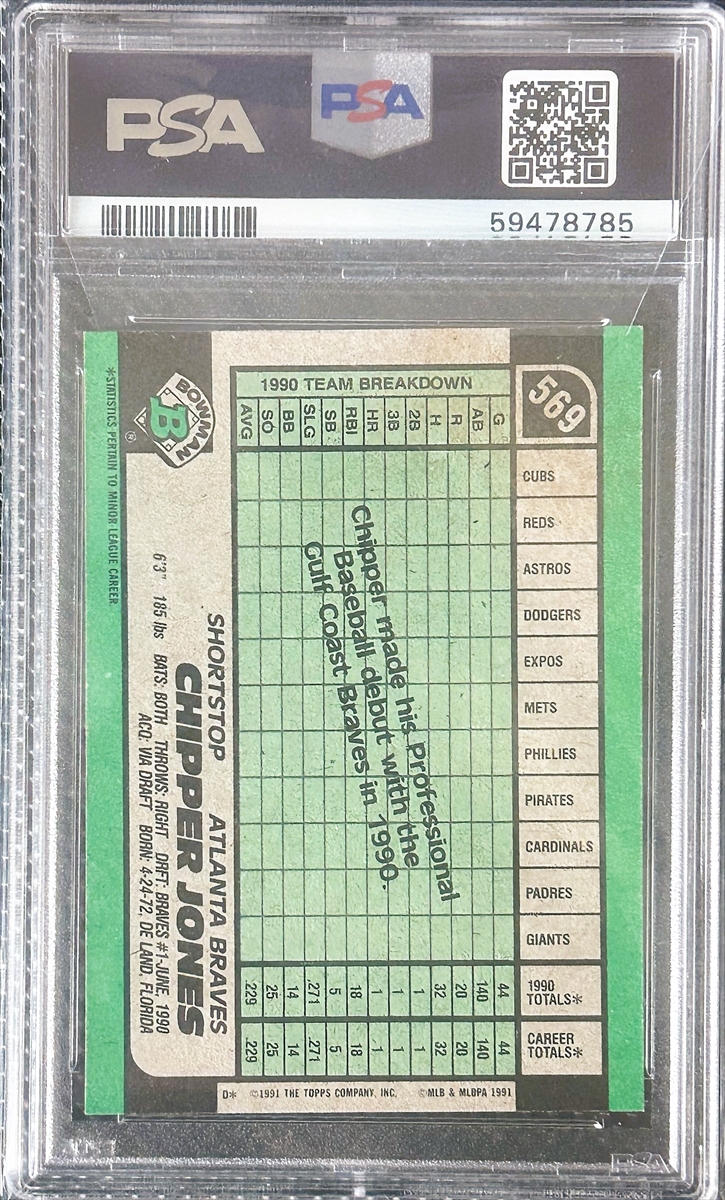 PSA
PSA
59478785
569
1990 TEAM BREAKDOWN
G AB R H 2B 3B HR RBI SB SLG BB SO AVG
CUBS
REDS
ASTROS
DODGERS
EXPOS
METS
PHILLIES
PIRATES
CARDINALS
PADRES
GIANTS
1990 TOTALS* 44 140 20 32 1 1 1 18 5 .271 14 25 .229
CAREER TOTALS* 44 140 20 32 1 1 1 18 5 .271 14 25 .229
Chipper made his professional
Baseball debut with the
Gulf Coast Braves in 1990.
SHORTSTOP ATLANTA BRAVES
CHIPPER JONES
6'3" 185 lbs BATS: BOTH THROWS: RIGHT DRFT: BRAVES #1-JUNE, 1990
ACQ: VIA DRAFT BORN: 4-24-72, DE LAND, FLORIDA
BOWMAN
B
®
*STATISTICS PERTAIN TO MINOR LEAGUE CAREER.
D* ©1991 THE TOPPS COMPANY, INC. ©MLB & MLBPA 1991
PSA